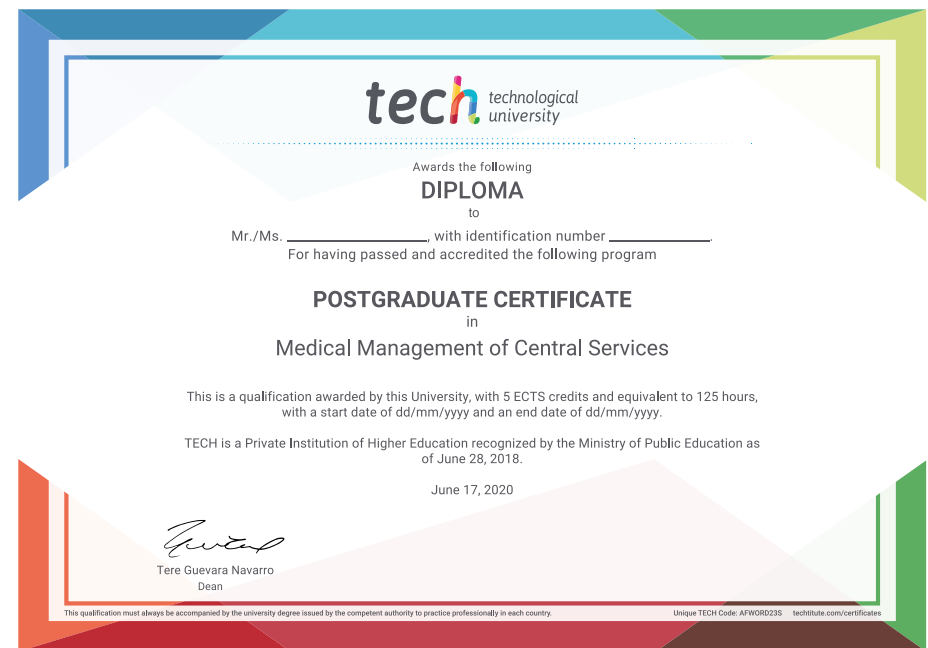 tech technological
university
Awards the following
DIPLOMA
to
Mr./Ms. ____________________, with identification number ______________.
For having passed and accredited the following program
POSTGRADUATE CERTIFICATE
in
Medical Management of Central Services
This is a qualification awarded by this University, with 5 ECTS credits and equivalent to 125 hours,
with a start date of dd/mm/yyyy and an end date of dd/mm/yyyy.
TECH is a Private Institution of Higher Education recognized by the Ministry of Public Education as
of June 28, 2018.
June 17, 2020
Tere Guevara Navarro
Dean
This qualification must always be accompanied by the university degree issued by the competent authority to practice professionally in each country.
Unique TECH Code: AFWORD23S techtitute.com/certificates